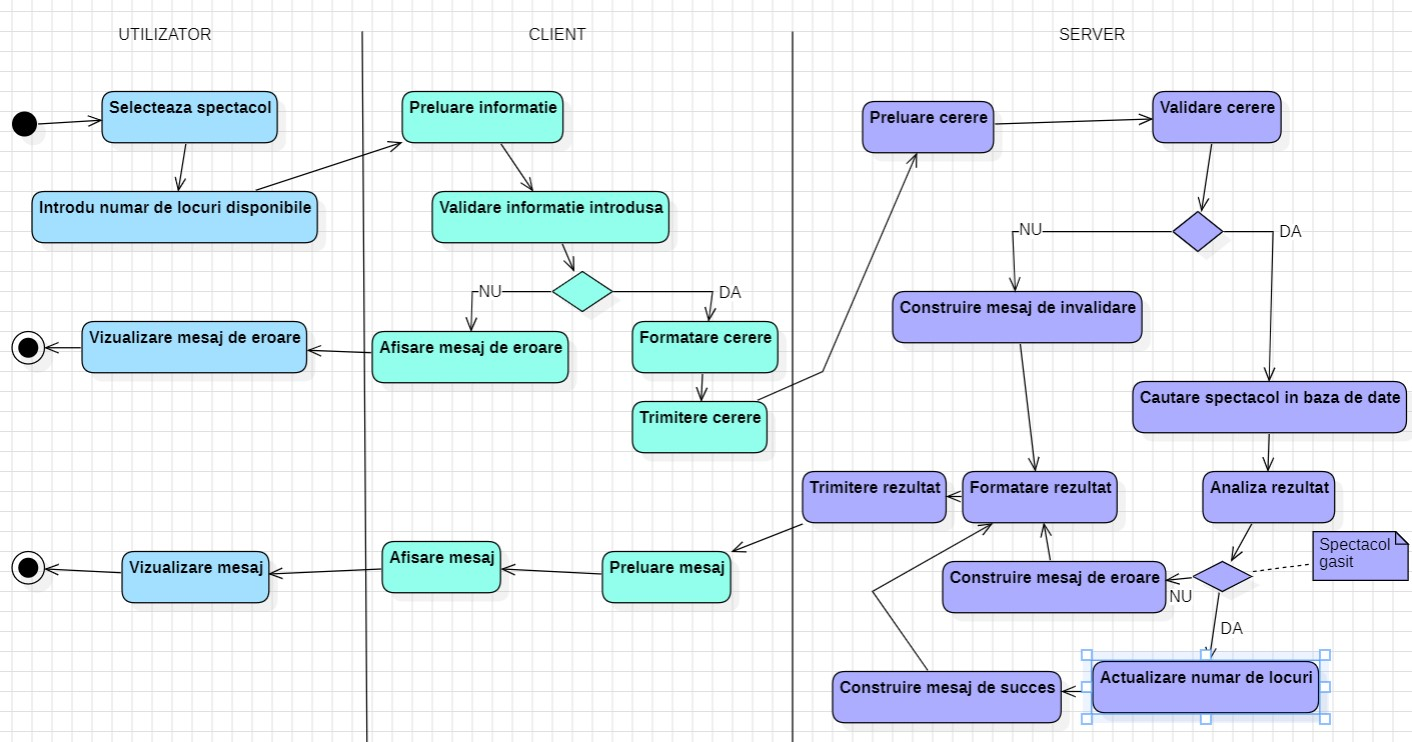 UTILIZATOR
CLIENT
SERVER
Selecteaza spectacol
Introdu numar de locuri disponibile
Vizualizare mesaj de eroare
Vizualizare mesaj
Preluare informatie
Validare informatie introdusa
NU
DA
Afisare mesaj de eroare
Formatare cerere
Trimitere cerere
Afisare mesaj
Preluare mesaj
Preluare cerere
Validare cerere
NU
DA
Construire mesaj de invalidare
Cautare spectacol in baza de date
Trimitere rezultat
Formatare rezultat
Analiza rezultat
Spectacol
gasit
Construire mesaj de eroare
NU
DA
Construire mesaj de succes
Actualizare numar de locuri